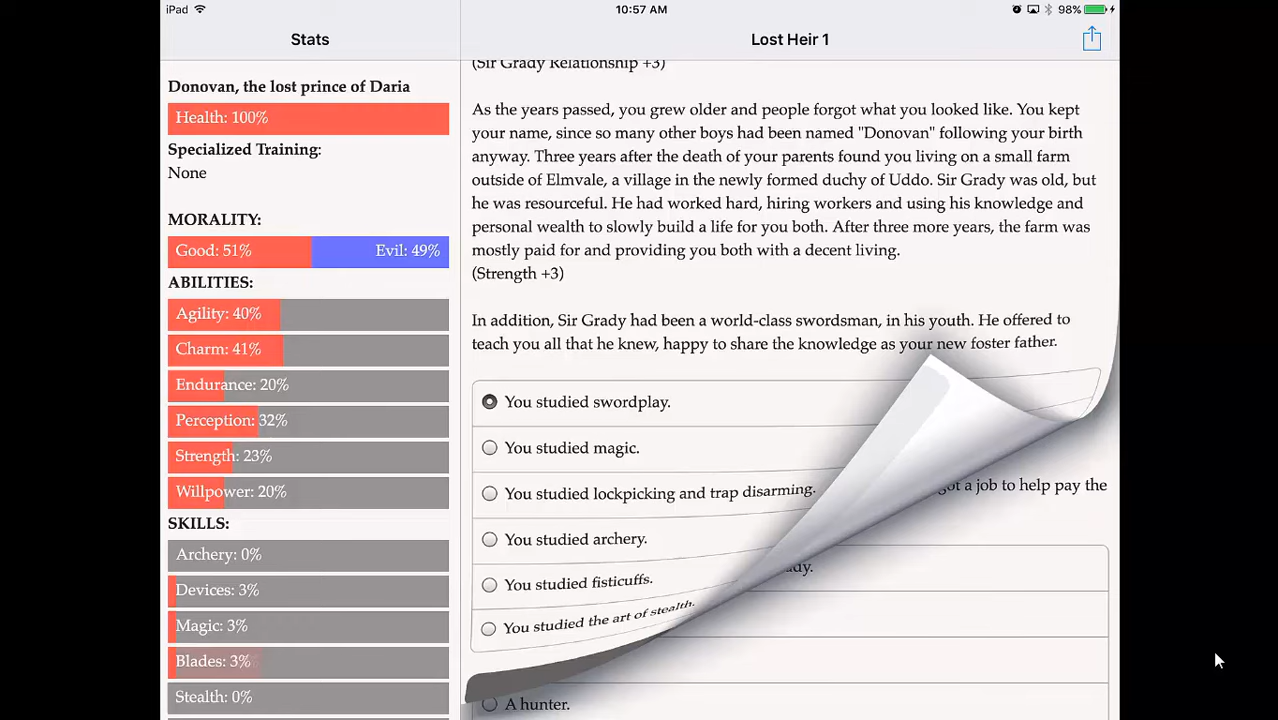 iPad
10:57 AM
98%
Stats
Lost Heir 1
Donovan, the lost prince of Daria
Health: 100%
Specialized Training:
None
MORALITY:
Good: 51%
Evil: 49%
ABILITIES:
Agility: 40%
Charm: 41%
Endurance: 20%
Perception: 32%
Strength: 23%
Willpower: 20%
SKILLS:
Archery: 0%
Devices: 3%
Magic: 3%
Blades: 3%
Stealth: 0%
(Sir Grady Relationship +3)
As the years passed, you grew older and people forgot what you looked like. You kept
your name, since so many other boys had been named "Donovan" following your birth
anyway. Three years after the death of your parents found you living on a small farm
outside of Elmvale, a village in the newly formed duchy of Uddo. Sir Grady was old, but
he was resourceful. He had worked hard, hiring workers and using his knowledge and
personal wealth to slowly build a life for you both. After three more years, the farm was
mostly paid for and providing you both with a decent living.
(Strength +3)
In addition, Sir Grady had been a world-class swordsman, in his youth. He offered to
teach you all that he knew, happy to share the knowledge as your new foster father.
You studied swordplay.
You studied magic.
You studied lockpicking and trap disarming.
You studied archery.
You studied fisticuffs.
You studied the art of stealth.
got a job to help pay the
A hunter.